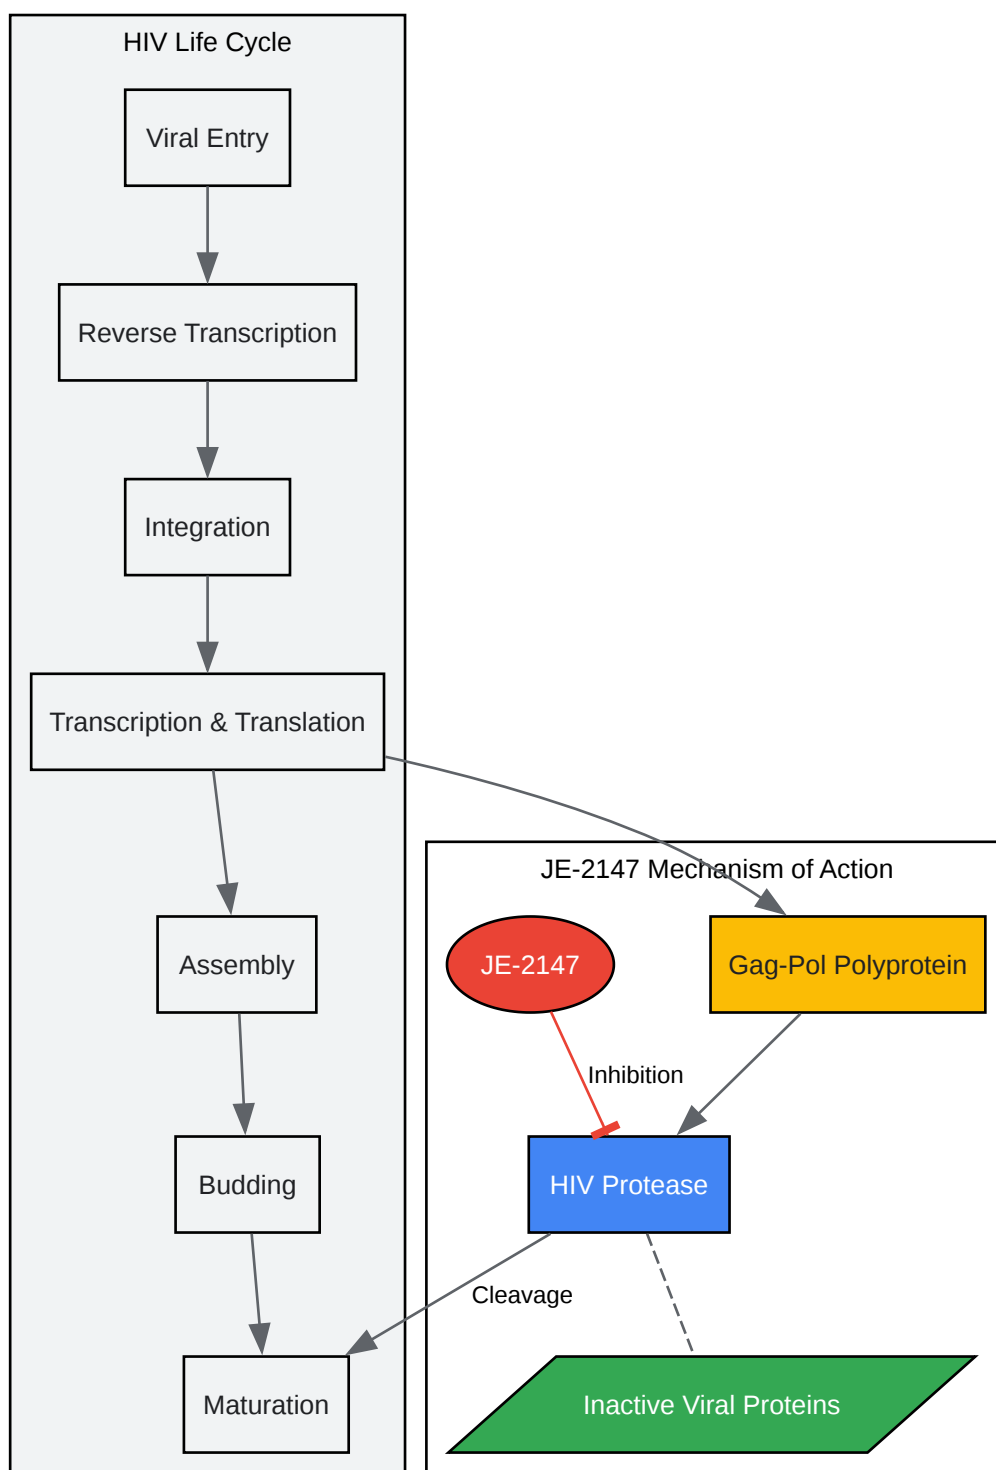 HIV Life Cycle
Viral Entry
Reverse Transcription
Integration
Transcription & Translation
Assembly
Budding
Maturation
JE-2147 Mechanism of Action
JE-2147
Gag-Pol Polyprotein
Inhibition
HIV Protease
Cleavage
Inactive Viral Proteins